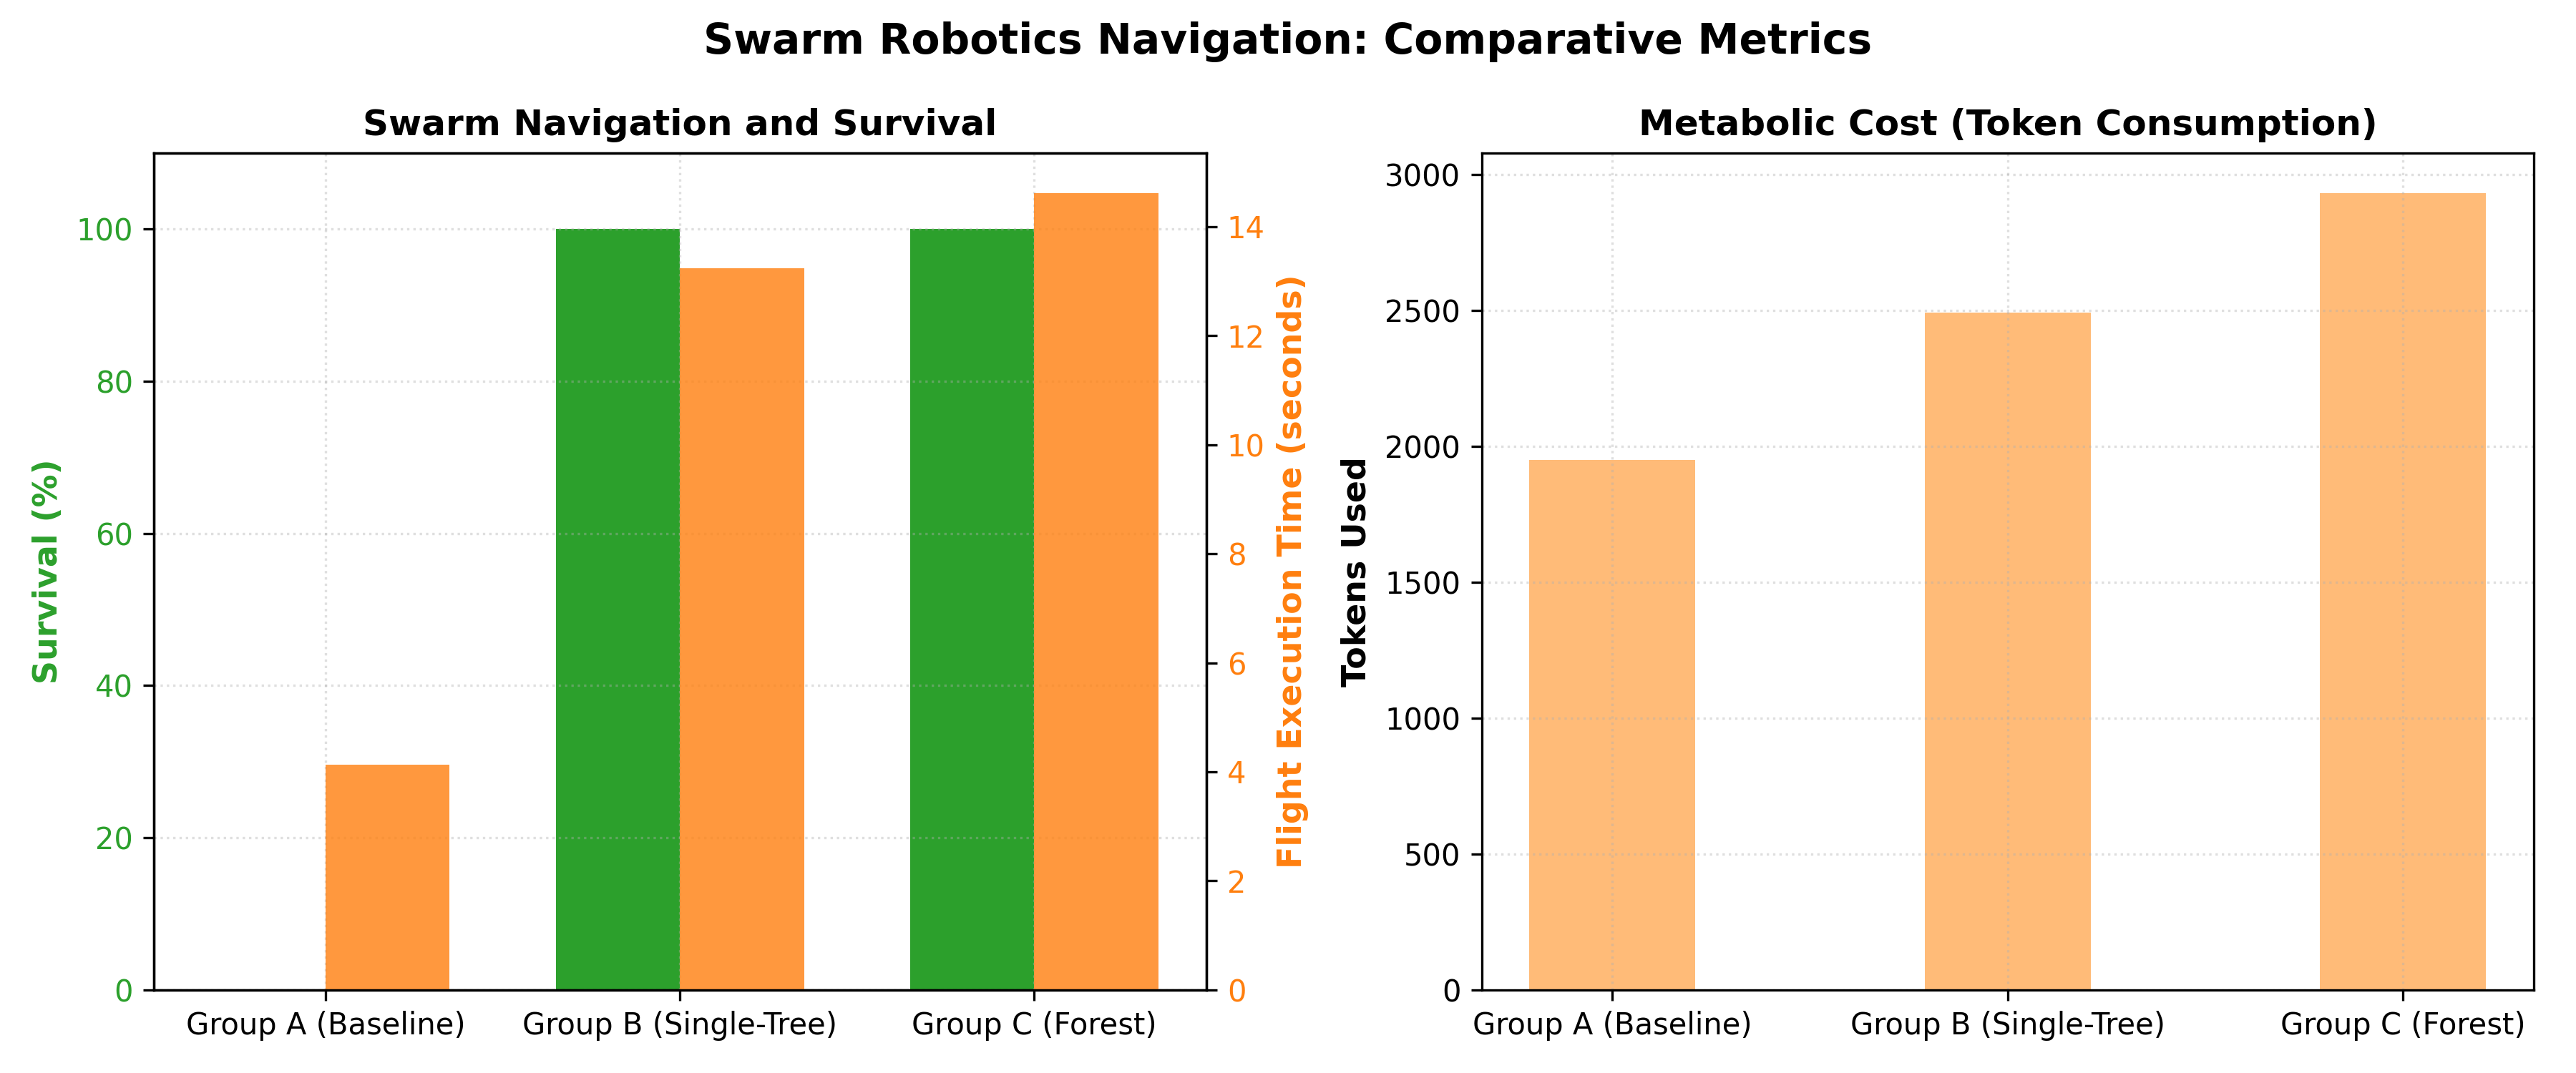 Swarm Robotics Navigation: Comparative Metrics
Swarm Navigation and Survival
Survival (%)
100
80
60
40
20
0
14
12
10
8
6
4
2
0
Flight Execution Time (seconds)
Group A (Baseline)
Group B (Single-Tree)
Group C (Forest)
Metabolic Cost (Token Consumption)
Tokens Used
3000
2500
2000
1500
1000
500
0
Group A (Baseline)
Group B (Single-Tree)
Group C (Forest)